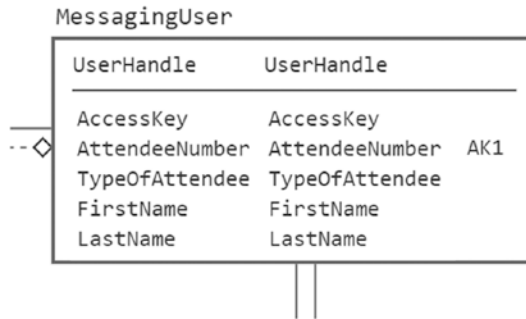 MessagingUser
UserHandle UserHandle
AccessKey AccessKey
AttendeeNumber AttendeeNumber AK1
TypeOfAttendee TypeOfAttendee
FirstName FirstName
LastName LastName